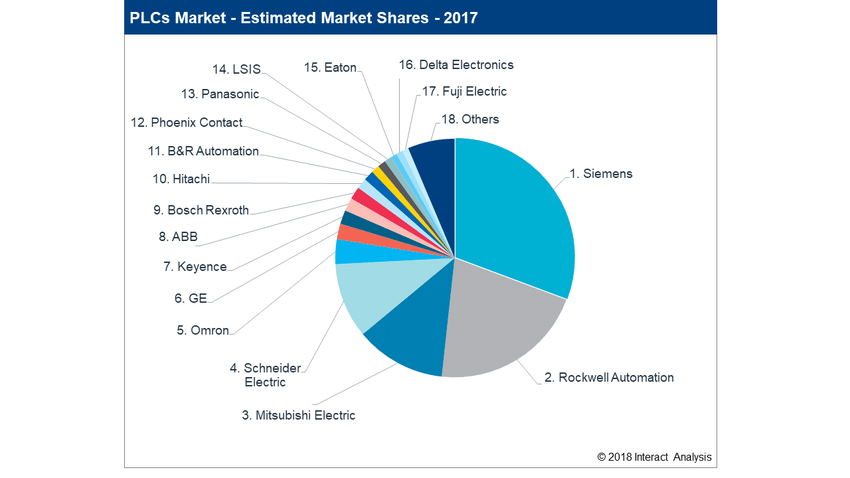 PLCs Market - Estimated Market Shares - 2017
14. LSIS
15. Eaton
16. Delta Electronics
13. Panasonic
17. Fuji Electric
12. Phoenix Contact
18. Others
11. B&R Automation
1. Siemens
10. Hitachi
9. Bosch Rexroth
8. ABB
7. Keyence
6. GE
5. Omron
4. Schneider
Electric
2. Rockwell Automation
3. Mitsubishi Electric
© 2018 Interact Analysis